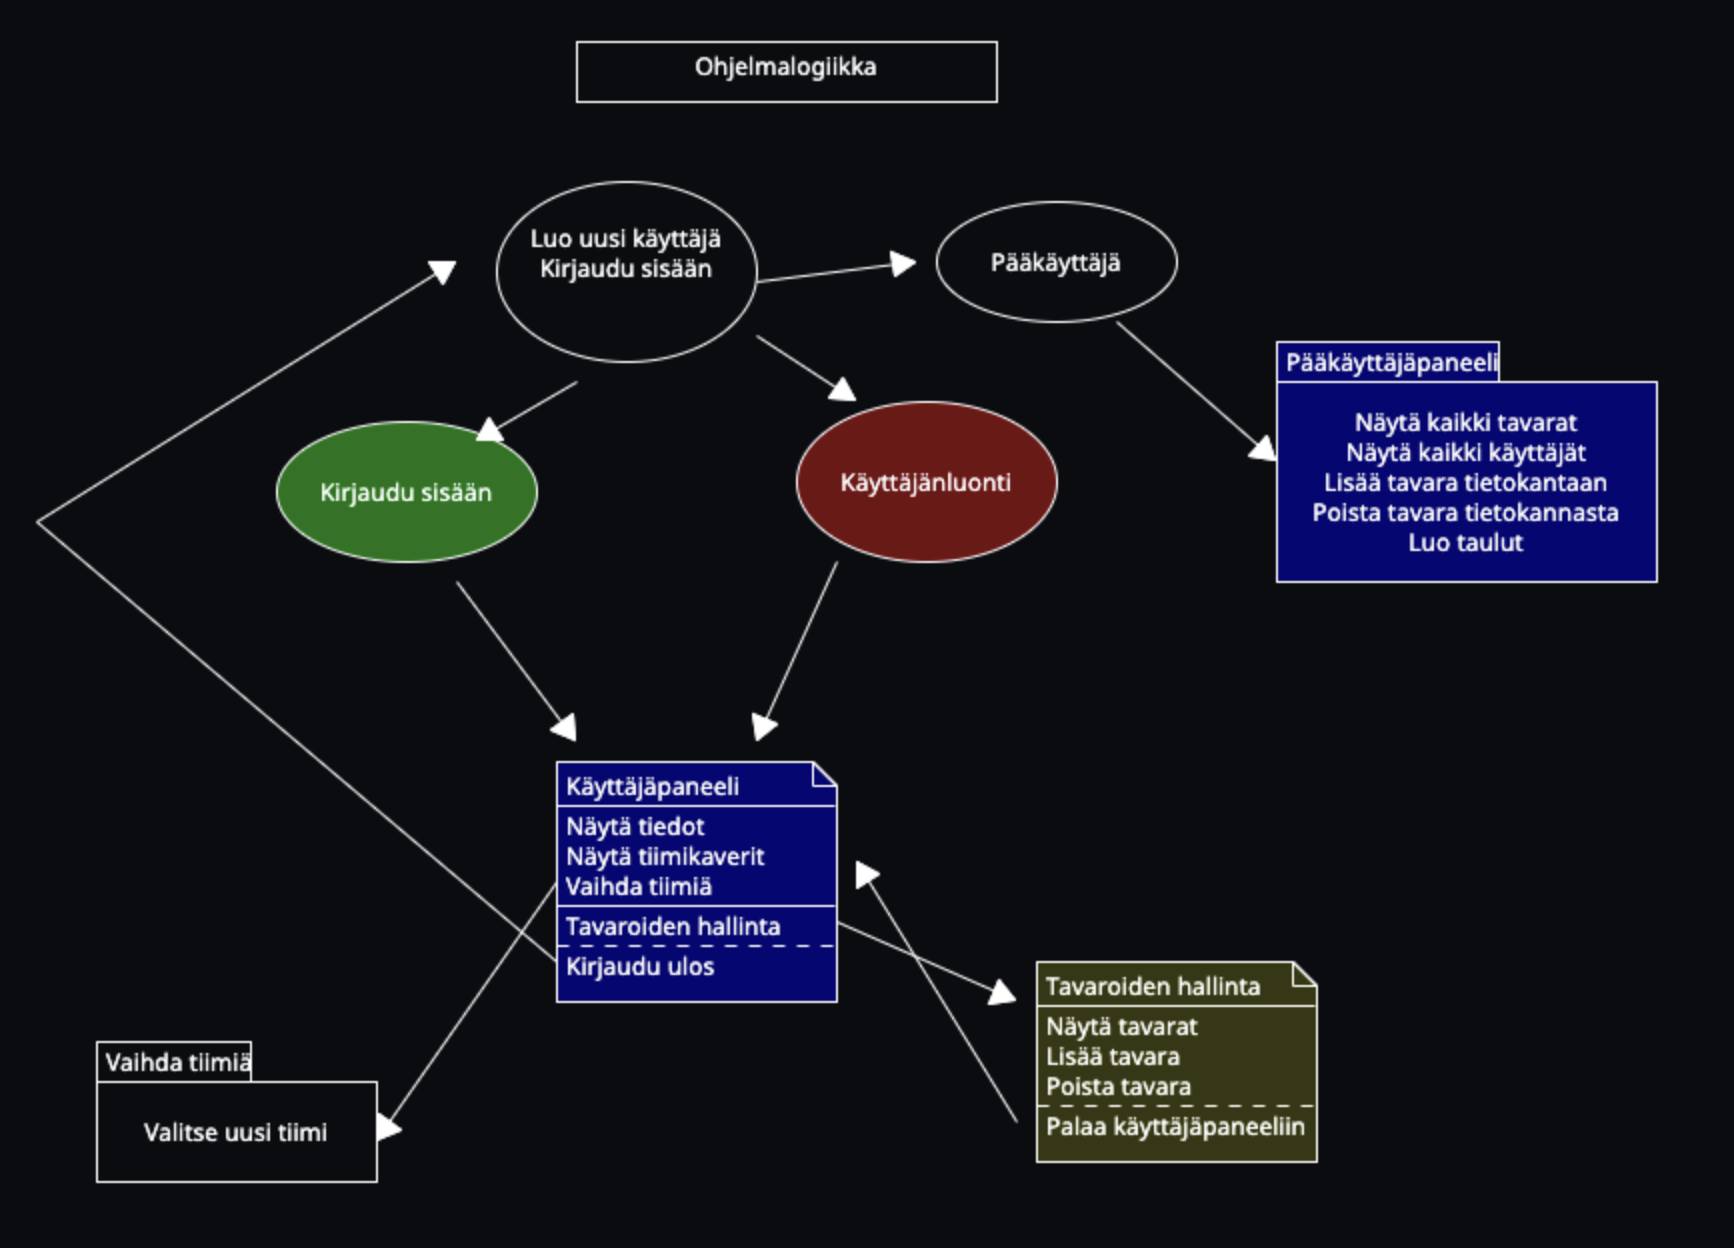 Ohjelmalogiikka
Luo uusi käyttäjä
Kirjaudu sisään
Pääkäyttäjä
Pääkäyttäjäpaneeli
Näytä kaikki tavarat
Näytä kaikki käyttäjät
Lisää tavara tietokantaan
Poista tavara tietokannasta
Luo taulut
Kirjaudu sisään
Käyttäjänluonti
Käyttäjäpaneeli
Näytä tiedot
Näytä tiimikaverit
Vaihda tiimiä
Tavaroiden hallinta
Kirjaudu ulos
Tavaroiden hallinta
Näytä tavarat
Lisää tavara
Poista tavara
Palaa käyttäjäpaneeliin
Vaihda tiimiä
Valitse uusi tiimi